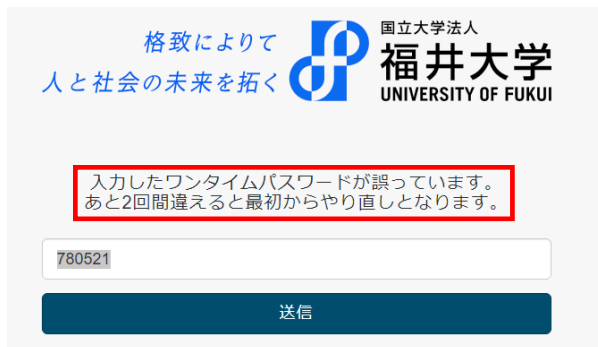 格致によりて
人と社会の未来を拓く
国立大学法人
福井大学
UNIVERSITY OF FUKUI
入力したワンタイムパスワードが誤っています。
あと2回間違えると最初からやり直しとなります。
780521
送信